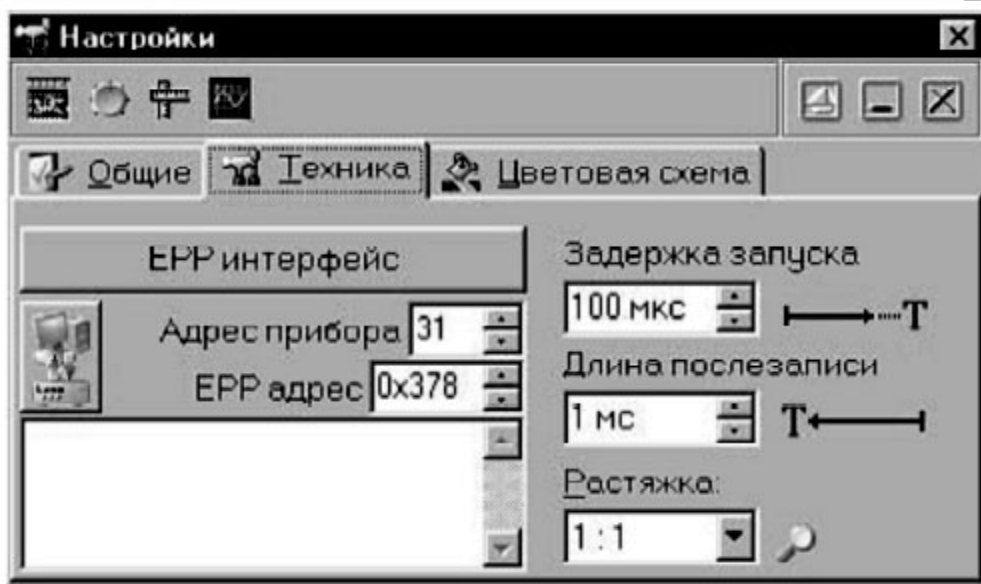 Настройки
Общие
Техника
Цветовая схема
EPP интерфейс
Адрес прибора 31
EPP адрес 0x378
Задержка запуска
100 мкс
T
Длина послезаписи
1 мс
T
Растяжка:
1 : 1